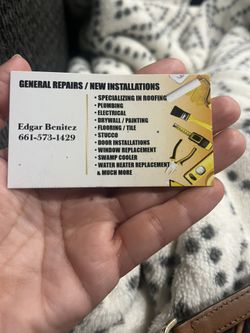 GENERAL REPAIRS / NEW INSTALLATIONS
• SPECIALIZING IN ROOFING
• PLUMBING
• ELECTRICAL
• DRYWALL / PAINTING
• FLOORING / TILE
• STUCCO
• DOOR INSTALLATIONS
• WINDOW REPLACEMENT
• SWAMP COOLER
• WATER HEATER REPLACEMENT
& MUCH MORE
Edgar Benitez
661-573-1429